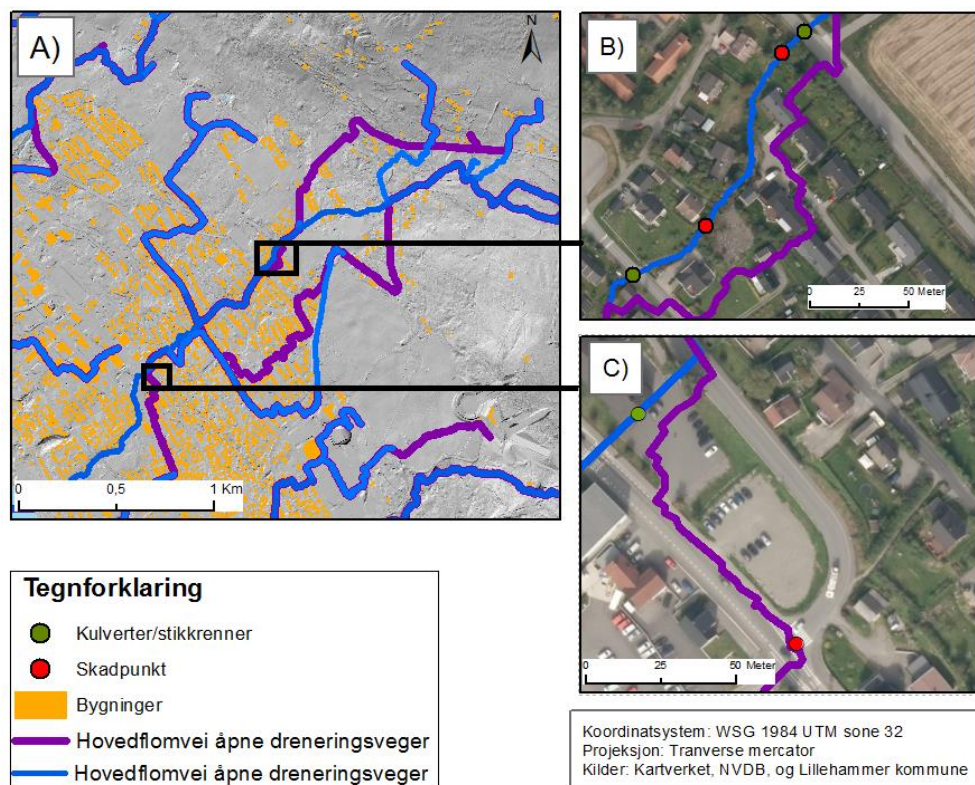 A)
N
0 0,5 1 Km
B)
0 25 50 Meter
C)
0 25 50 Meter
Tegnforklaring
Kulverter/stikkrenner
Skadpunkt
Bygninger
Hovedflomvei åpne dreneringsveger
Hovedflomvei åpne dreneringsveger
Koordinatsystem: WSG 1984 UTM sone 32
Projeksjon: Tranverse mercator
Kilder: Kartverket, NVDB, og Lillehammer kommune